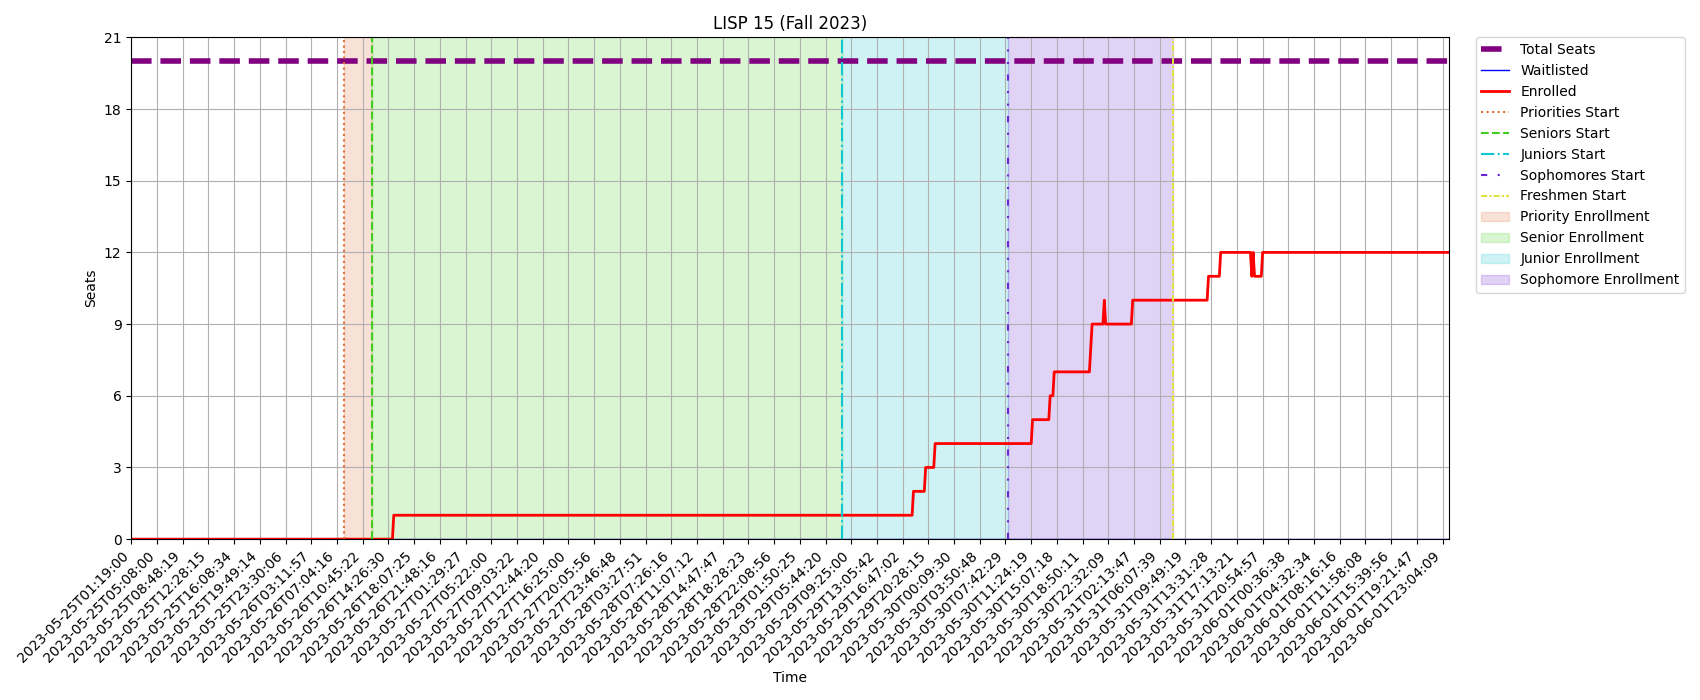 LISP 15 (Fall 2023)
Seats
21
18
15
12
9
6
3
0
2023-05-25T01:19:00
2023-05-25T05:08:00
2023-05-25T08:48:19
2023-05-25T12:28:15
2023-05-25T16:08:34
2023-05-25T19:49:14
2023-05-25T23:30:06
2023-05-26T03:11:57
2023-05-26T07:04:16
2023-05-26T10:45:22
2023-05-26T14:26:30
2023-05-26T18:07:25
2023-05-26T21:48:16
2023-05-27T01:29:27
2023-05-27T05:22:00
2023-05-27T09:03:22
2023-05-27T12:44:20
2023-05-27T16:25:00
2023-05-27T20:05:56
2023-05-27T23:46:48
2023-05-28T03:27:51
2023-05-28T07:26:16
2023-05-28T11:07:12
2023-05-28T14:47:47
2023-05-28T18:28:23
2023-05-28T22:08:56
2023-05-29T01:50:25
2023-05-29T05:44:20
2023-05-29T09:25:00
2023-05-29T13:05:42
2023-05-29T16:47:02
2023-05-29T20:28:15
2023-05-30T00:09:30
2023-05-30T03:50:48
2023-05-30T07:42:29
2023-05-30T11:24:19
2023-05-30T15:07:18
2023-05-30T18:50:11
2023-05-30T22:32:09
2023-05-31T02:13:47
2023-05-31T06:07:39
2023-05-31T09:49:19
2023-05-31T13:31:28
2023-05-31T17:13:21
2023-05-31T20:54:57
2023-06-01T00:36:38
2023-06-01T04:32:34
2023-06-01T08:16:16
2023-06-01T11:58:08
2023-06-01T15:39:56
2023-06-01T19:21:47
2023-06-01T23:04:09
Time
Total Seats
Waitlisted
Enrolled
Priorities Start
Seniors Start
Juniors Start
Sophomores Start
Freshmen Start
Priority Enrollment
Senior Enrollment
Junior Enrollment
Sophomore Enrollment